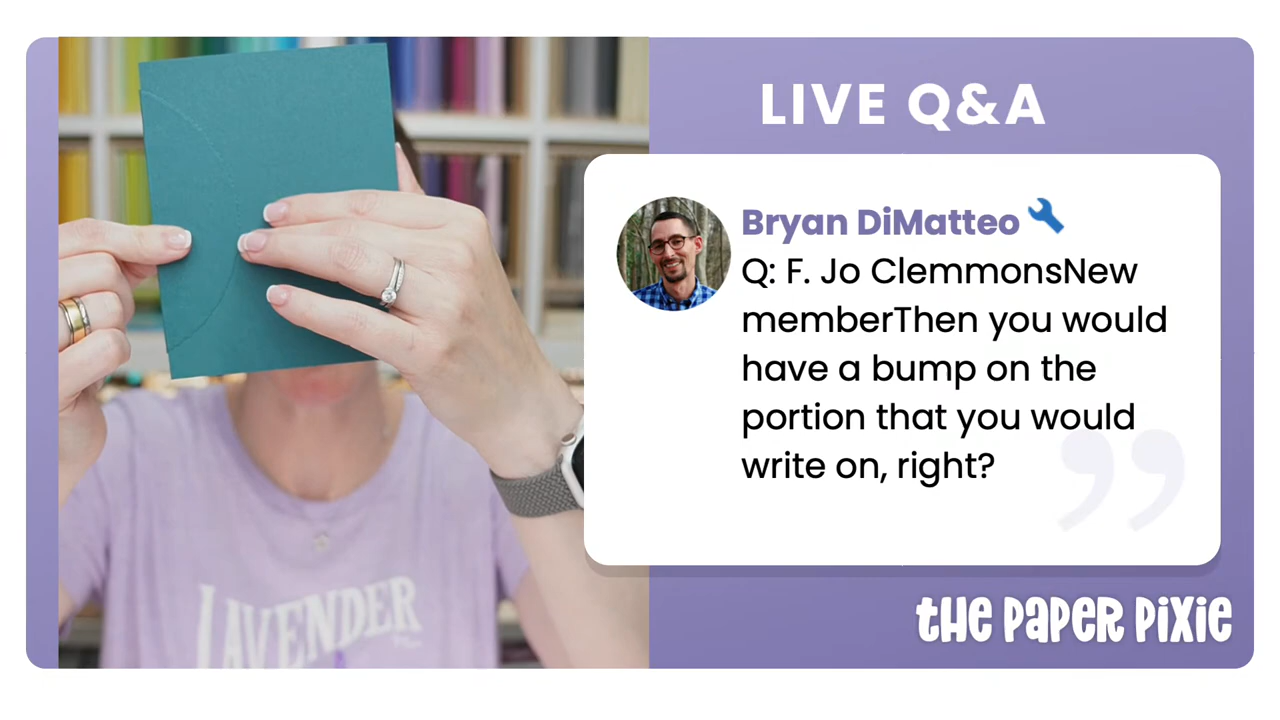 LIVE Q&A
Bryan DiMatteo
Q: F. Jo ClemmonsNew
memberThen you would
have a bump on the
portion that you would
write on, right?
LAVENDER
the PAPER PIXIE